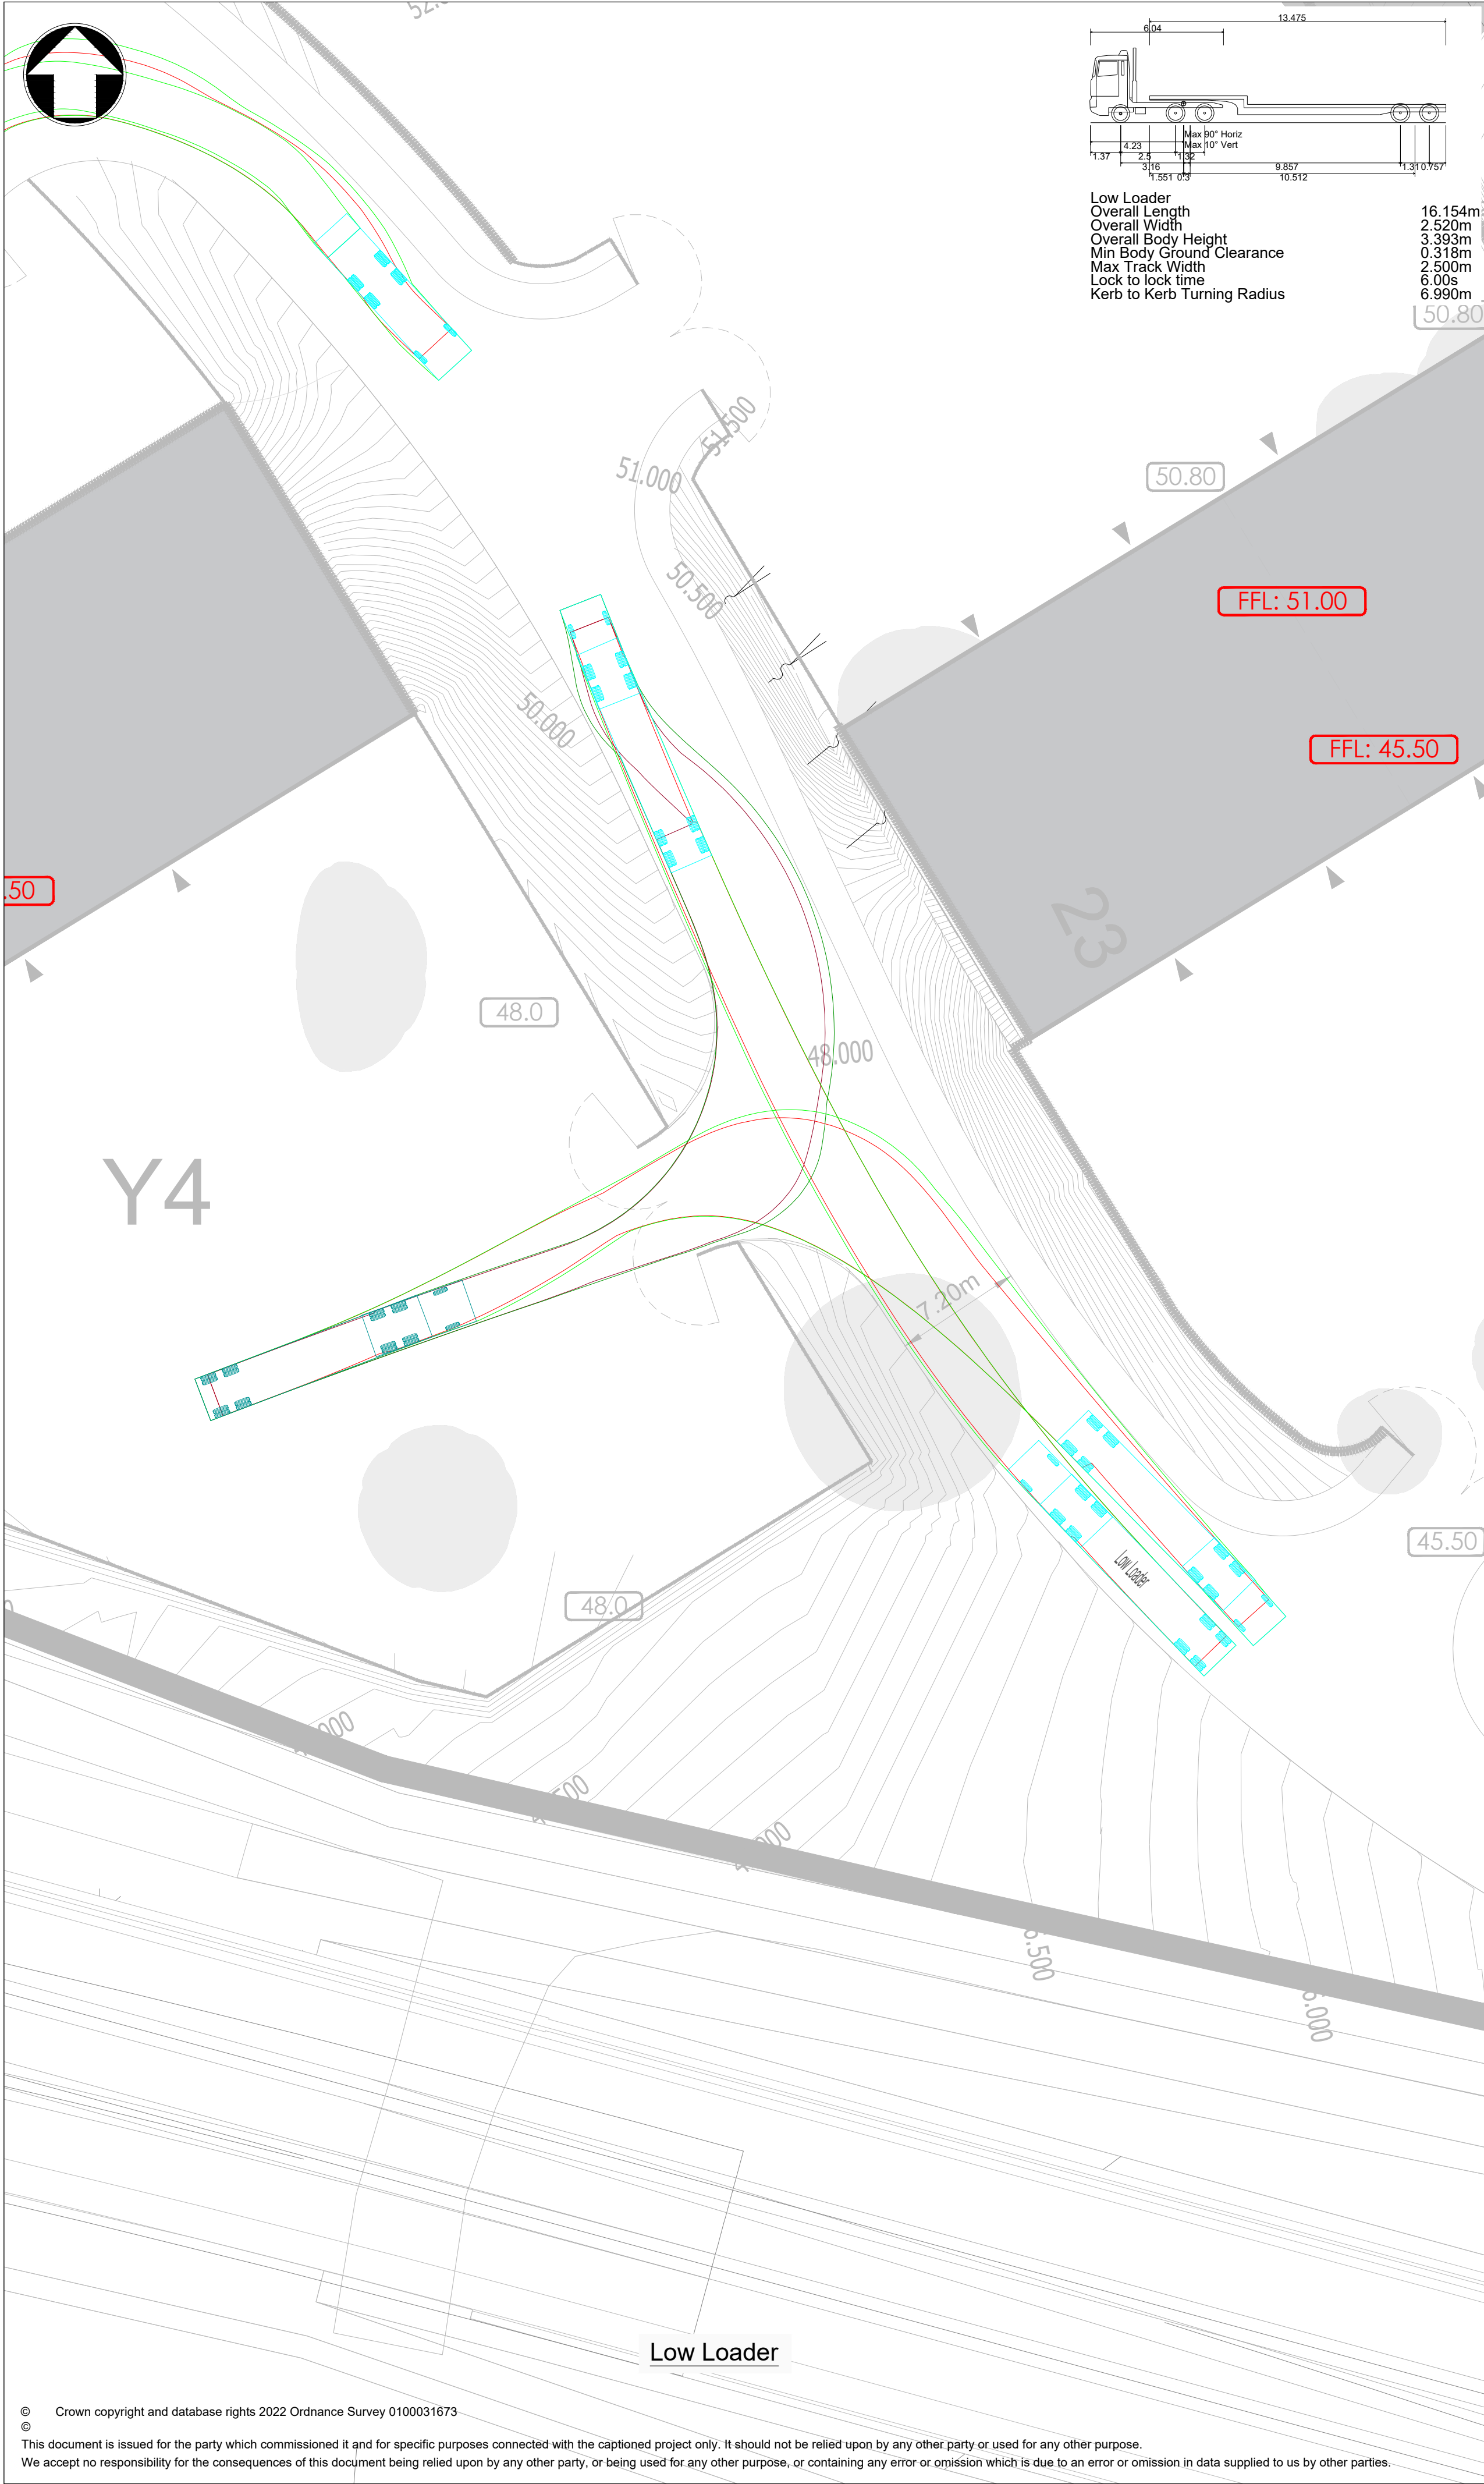 13.475
6.04
Max 90° Horiz
Max 10° Vert
4.23
1.37
2.5
1.32
3.16
9.857
1.31
0.757
1.551
0.3
10.512
Low Loader
Overall Length 16.154m
Overall Width 2.520m
Overall Body Height 3.393m
Min Body Ground Clearance 0.318m
Max Track Width 2.500m
Lock to lock time 6.00s
Kerb to Kerb Turning Radius 6.990m
50.80
51.500
51.000
50.80
50.500
FFL: 51.00
50.000
FFL: 45.50
.50
23
48.0
48.000
Y4
7.20m
45.50
Low Loader
48.0
Low Loader
© Crown copyright and database rights 2022 Ordnance Survey 0100031673
©
This document is issued for the party which commissioned it and for specific purposes connected with the captioned project only. It should not be relied upon by any other party or used for any other purpose.
We accept no responsibility for the consequences of this document being relied upon by any other party, or being used for any other purpose, or containing any error or omission which is due to an error or omission in data supplied to us by other parties.